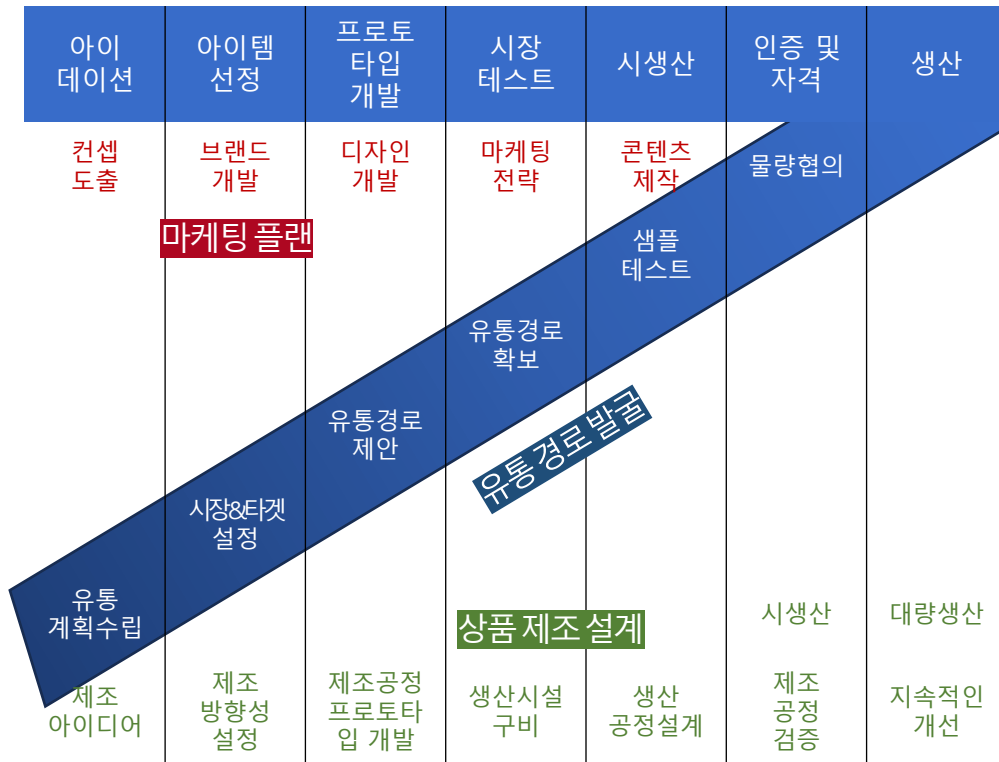 아이
데이션
아이템
선정
프로토
타입
개발
시장
테스트
시생산
인증 및
자격
생산
컨셉
도출
브랜드
개발
디자인
개발
마케팅
전략
콘텐츠
제작
물량협의
마케팅 플랜
샘플
테스트
유통경로
확보
유통경로
제안
유통 경로 발굴
시장&타겟
설정
유통
계획수립
상품 제조 설계
시생산
대량생산
제조
아이디어
제조
방향성
설정
제조공정
프로토타
입 개발
생산시설
구비
생산
공정설계
제조
공정
검증
지속적인
개선